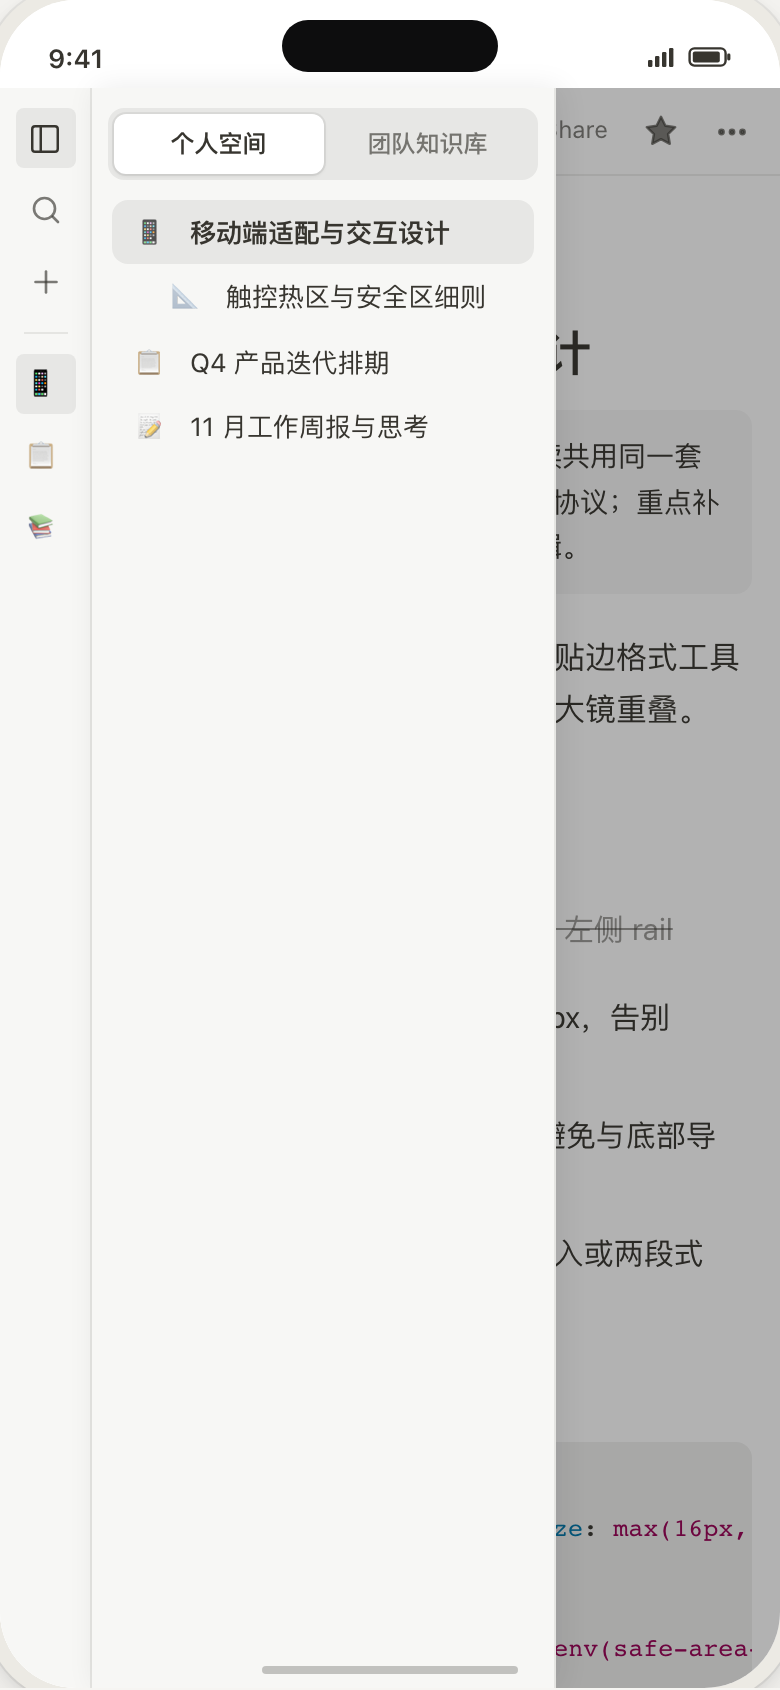 9:41
hare
个人空间
团队知识库
移动端适配与交互设计
触控热区与安全区细则
Q4 产品迭代排期
11 月工作周报与思考
计
共用同一套
协议；重点补
。
贴边格式工具
大镜重叠。
左侧 rail
px，告别
避免与底部导
入或两段式
ze: max(16px,
env(safe-area-